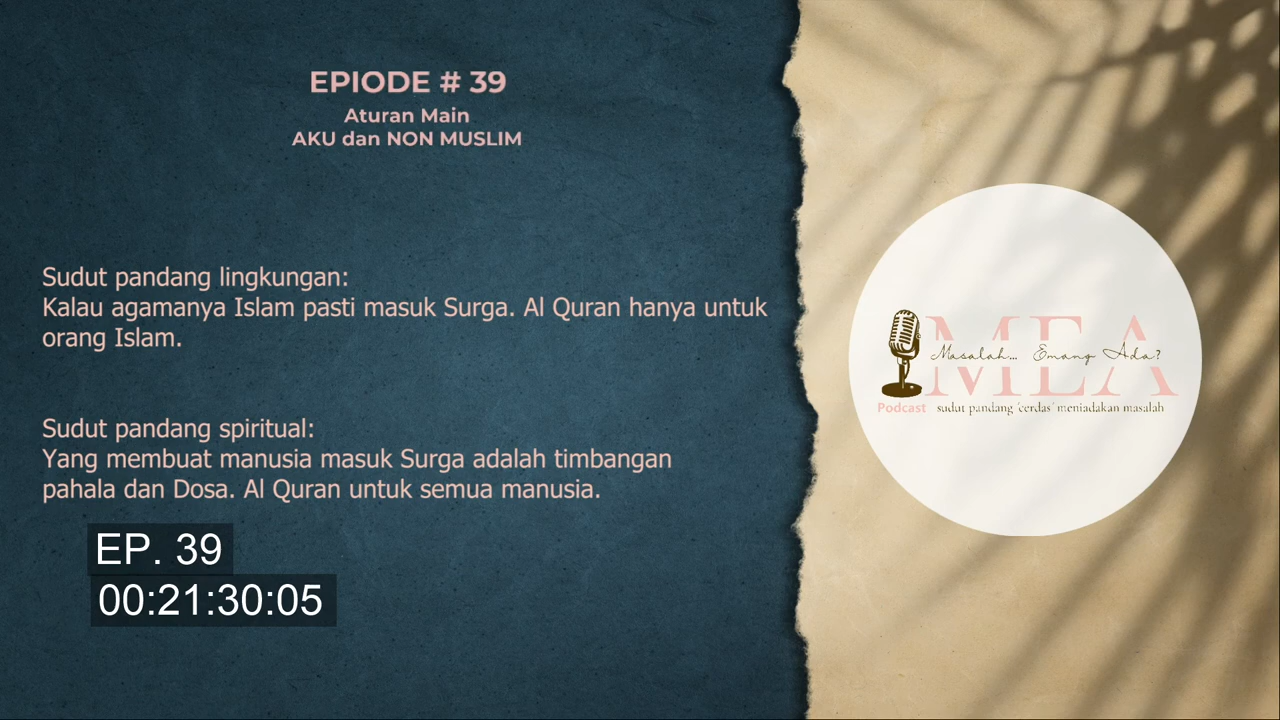 EPIODE # 39
Aturan Main
AKU dan NON MUSLIM
Sudut pandang lingkungan:
Kalau agamanya Islam pasti masuk Surga. Al Quran hanya untuk
orang Islam.
Sudut pandang spiritual:
Yang membuat manusia masuk Surga adalah timbangan
pahala dan Dosa. Al Quran untuk semua manusia.
EP. 39
00:21:30:05
MEA
Masalah... Emang Ada?
Podcast sudut pandang 'cerdas' meniadakan masalah